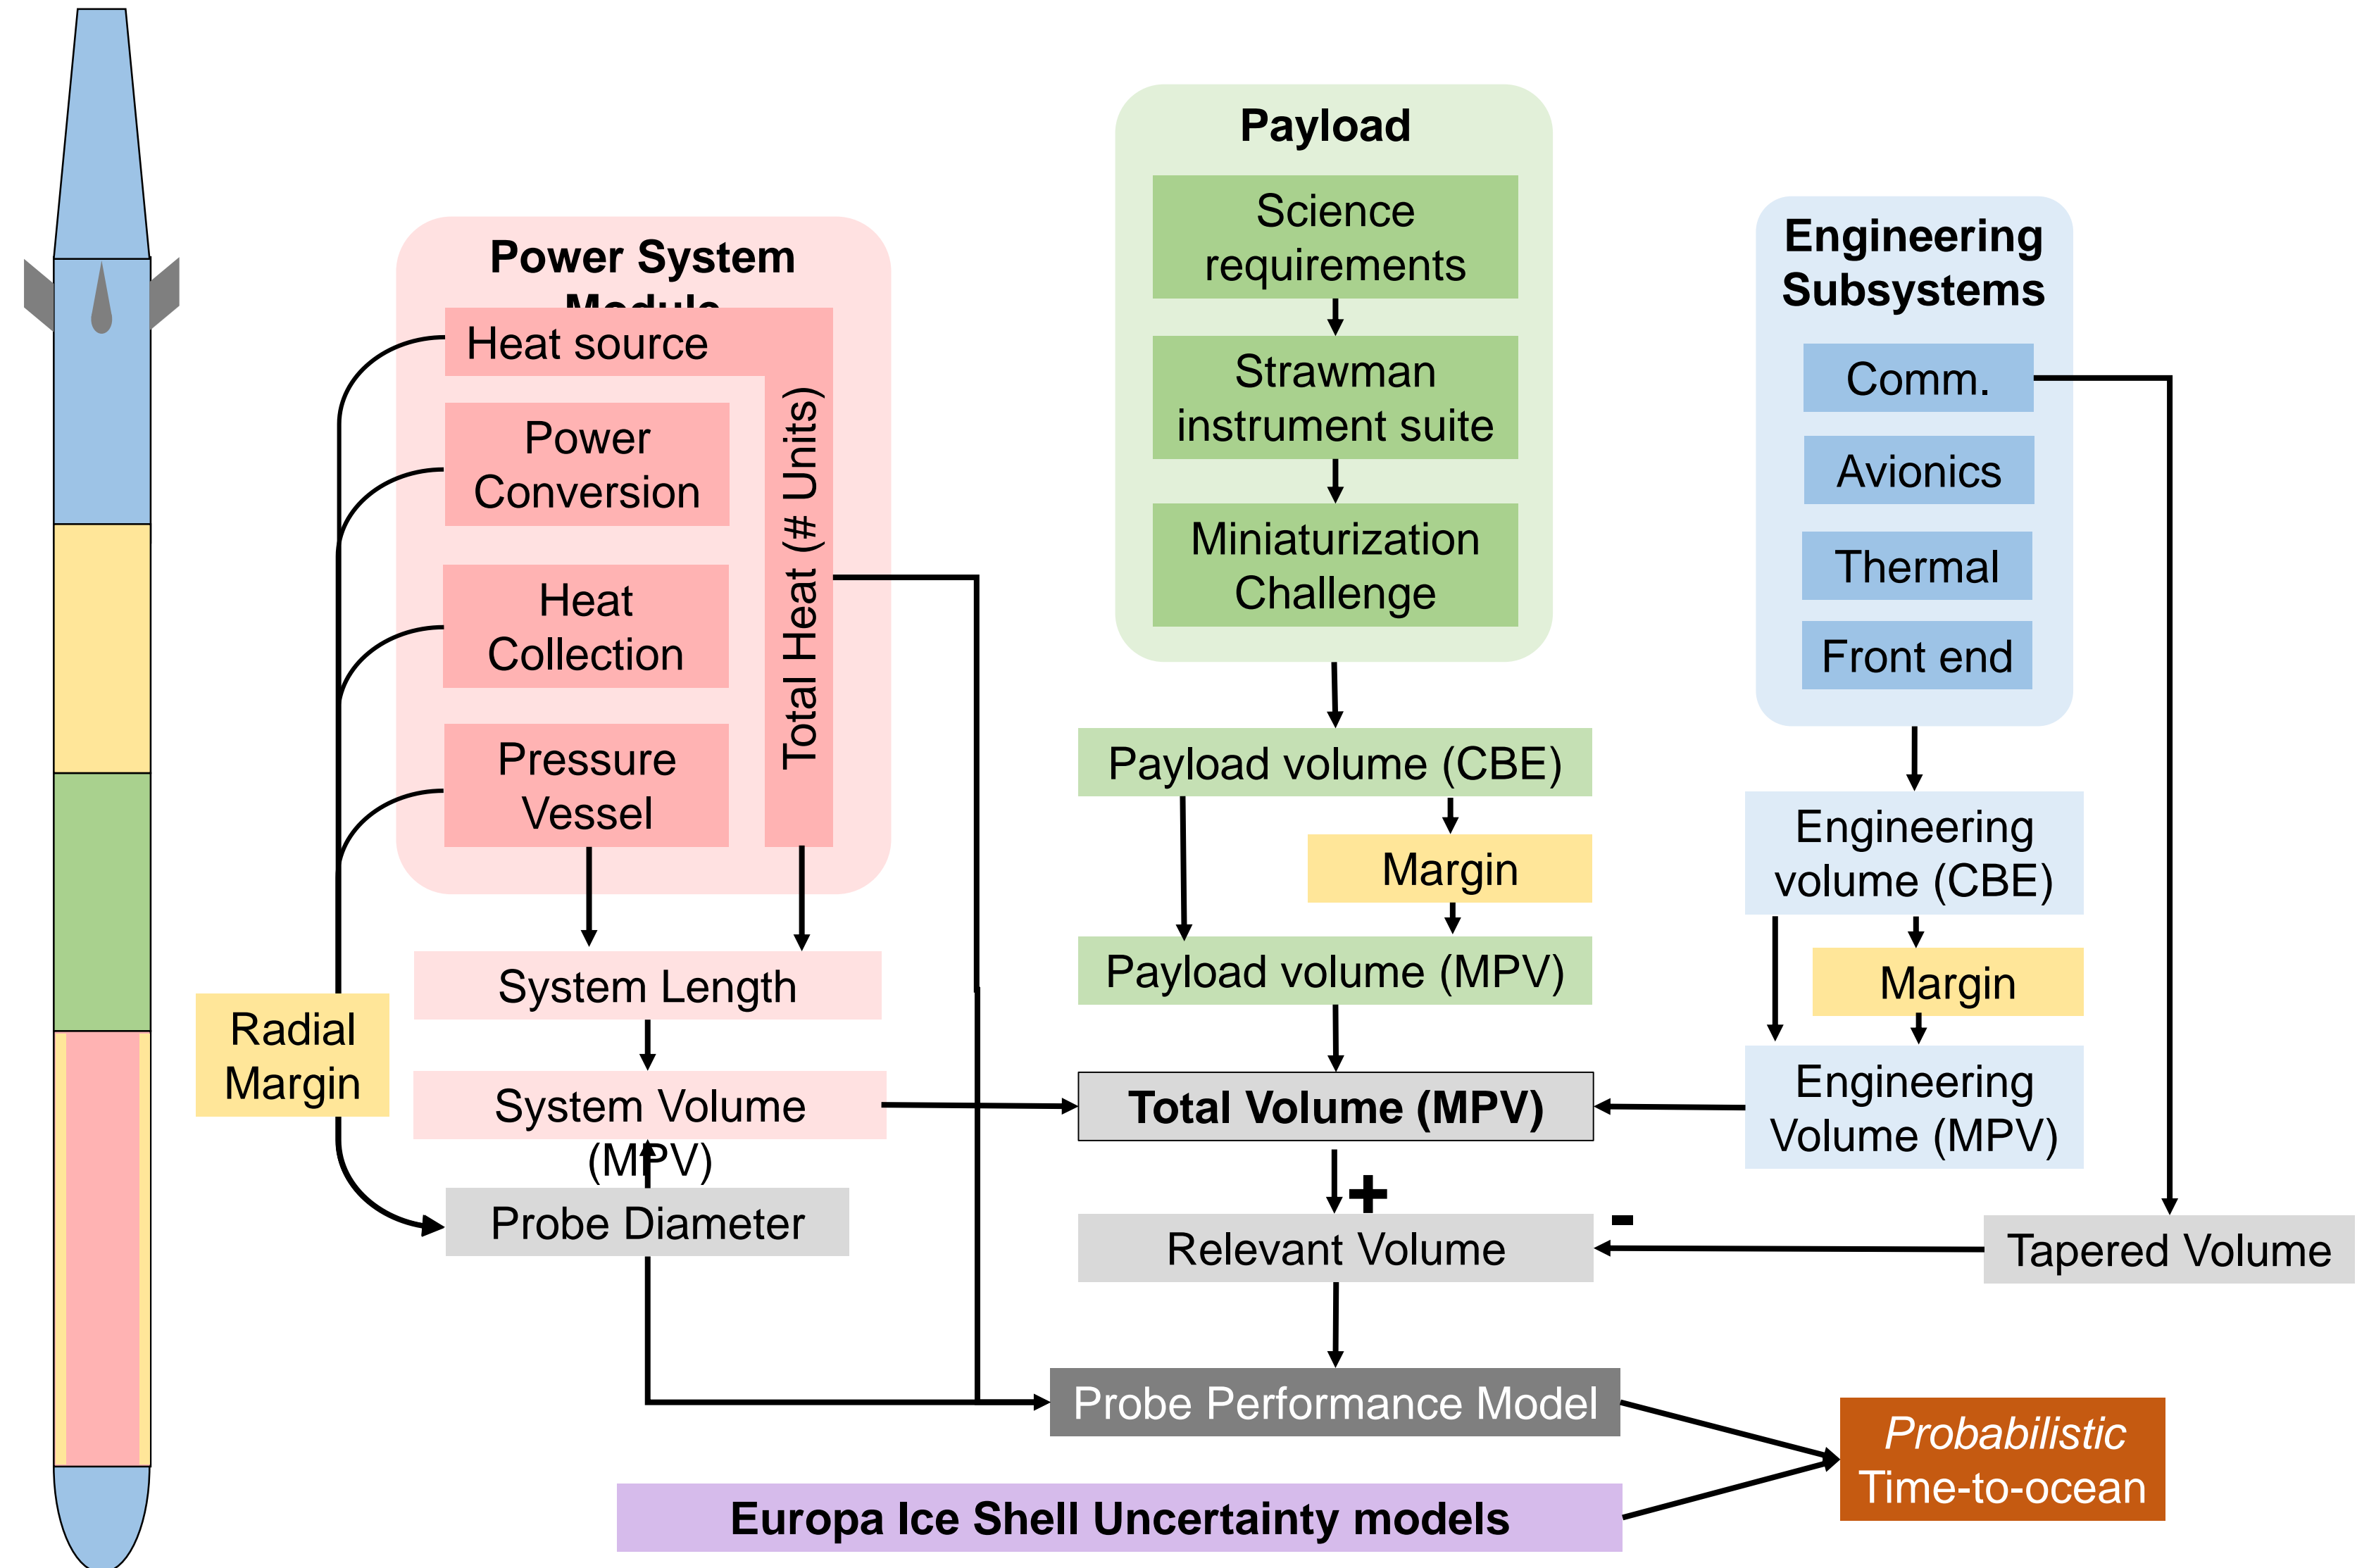 Payload
Science
requirements
Strawman
instrument suite
Miniaturization
Challenge
Power System
Module
Heat source
Power
Conversion
Heat
Collection
Pressure
Vessel
Total Heat (# Units)
Engineering
Subsystems
Comm.
Avionics
Thermal
Front end
Payload volume (CBE)
Margin
Payload volume (MPV)
Engineering
volume (CBE)
Margin
Engineering
Volume (MPV)
Radial
Margin
System Length
System Volume
(MPV)
Probe Diameter
Total Volume (MPV)
+
-
Relevant Volume
Tapered Volume
Probe Performance Model
Probabilistic
Time-to-ocean
Europa Ice Shell Uncertainty models